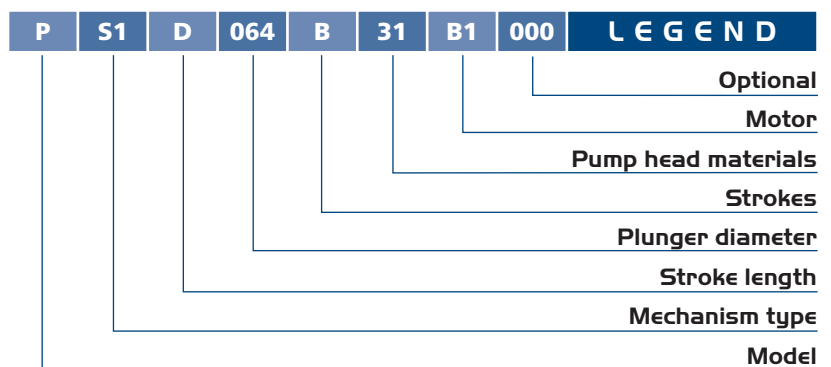 P S1 D 064 B 31 B1 000 LEGEND
Optional
Motor
Pump head materials
Strokes
Plunger diameter
Stroke length
Mechanism type
Model